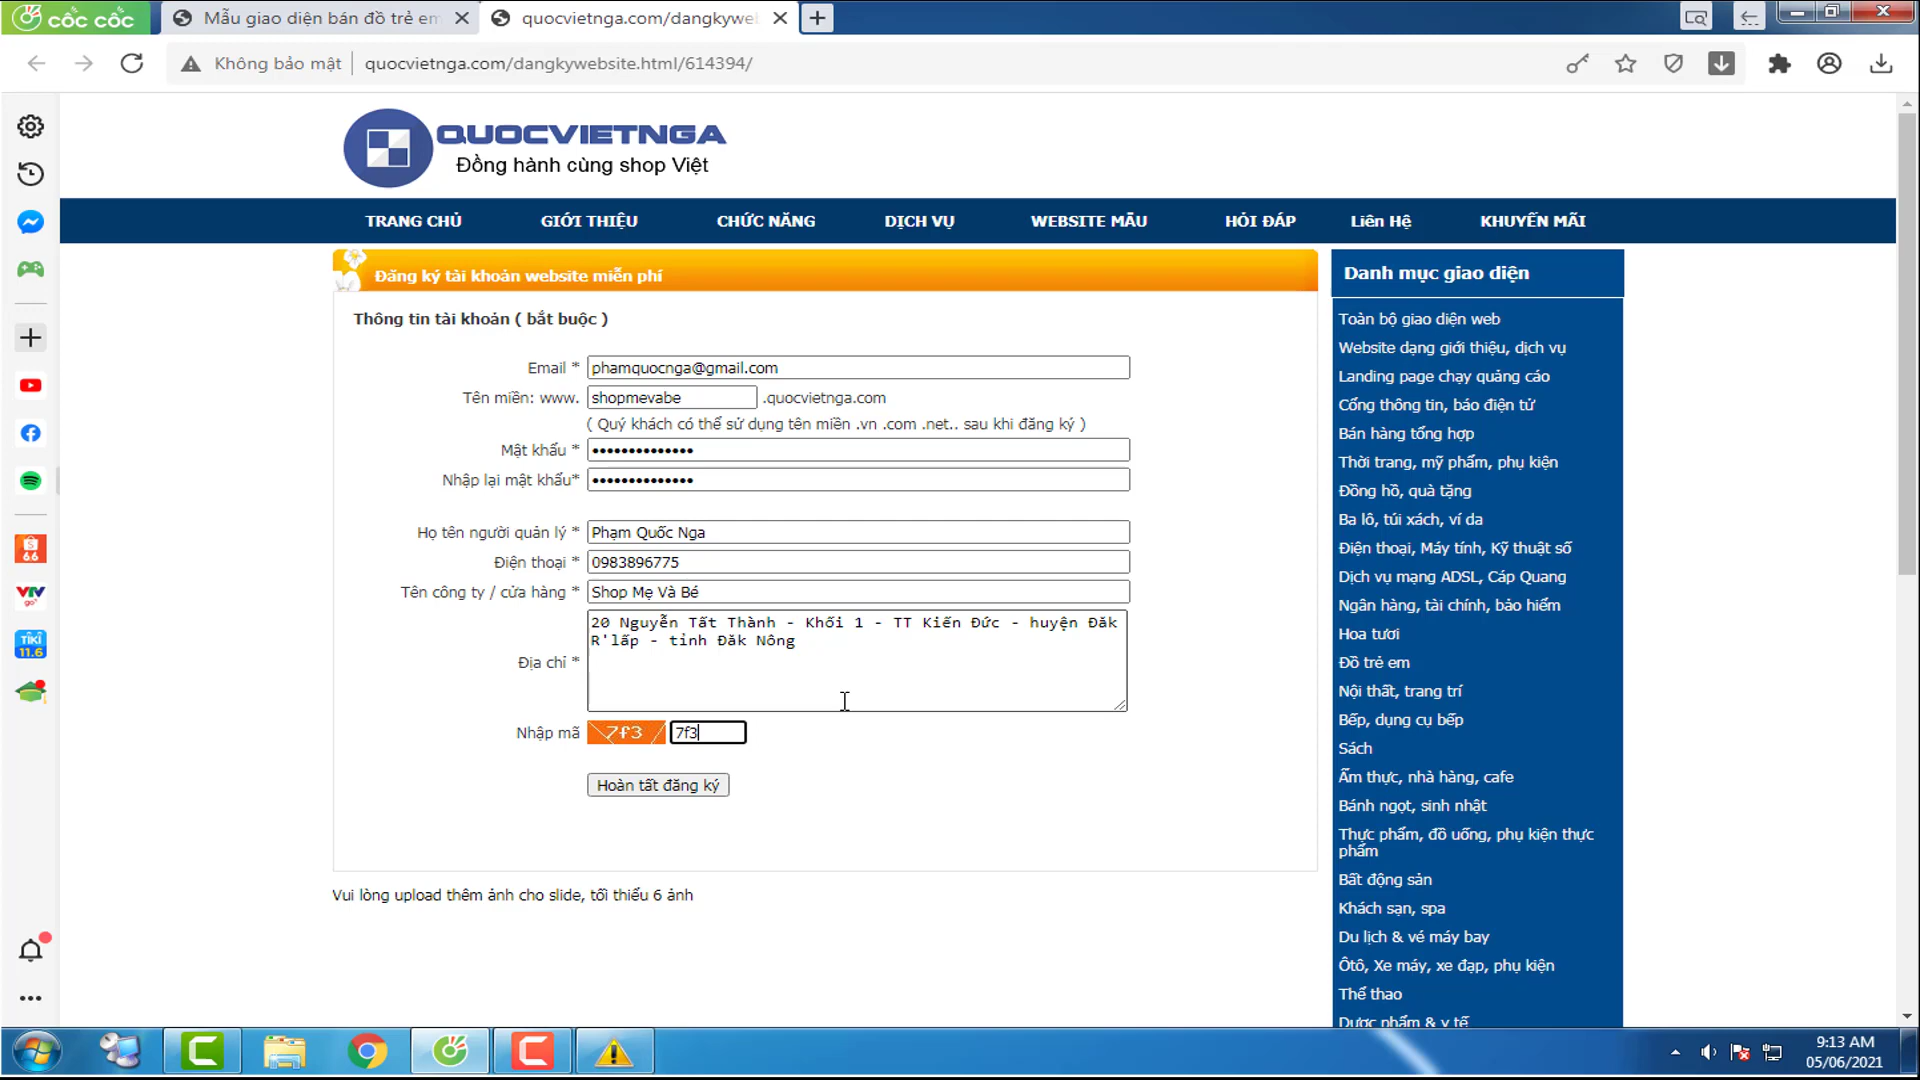 cốc cốc
Mẫu giao diện bán đồ trẻ em
quocvietnga.com/dangkyweb
Không bảo mật
quocvietnga.com/dangkywebsite.html/614394/
QUOCVIETNGA
Đồng hành cùng shop Việt
TRANG CHỦ
GIỚI THIỆU
CHỨC NĂNG
DỊCH VỤ
WEBSITE MẪU
HỎI ĐÁP
Liên Hệ
KHUYẾN MÃI
Đăng ký tài khoản website miễn phí
Thông tin tài khoản ( bắt buộc )
Email * phamquocnga@gmail.com
Tên miền: www. shopmevabe .quocvietnga.com
( Quý khách có thể sử dụng tên miền .vn .com .net.. sau khi đăng ký )
Mật khẩu * ••••••••••••••
Nhập lại mật khẩu* ••••••••••••••
Họ tên người quản lý * Phạm Quốc Nga
Điện thoại * 0983896775
Tên công ty / cửa hàng * Shop Mẹ Và Bé
20 Nguyễn Tất Thành - Khối 1 - TT Kiến Đức - huyện Đăk
R'lấp - tỉnh Đăk Nông
Địa chỉ *
Nhập mã 7f3 7f3
Hoàn tất đăng ký
Vui lòng upload thêm ảnh cho slide, tối thiểu 6 ảnh
Danh mục giao diện
Toàn bộ giao diện web
Website dạng giới thiệu, dịch vụ
Landing page chạy quảng cáo
Cổng thông tin, báo điện tử
Bán hàng tổng hợp
Thời trang, mỹ phẩm, phụ kiện
Đồng hồ, quà tặng
Ba lô, túi xách, ví da
Điện thoại, Máy tính, Kỹ thuật số
Dịch vụ mạng ADSL, Cáp Quang
Ngân hàng, tài chính, bảo hiểm
Hoa tươi
Đồ trẻ em
Nội thất, trang trí
Bếp, dụng cụ bếp
Sách
Ẩm thực, nhà hàng, cafe
Bánh ngọt, sinh nhật
Thực phẩm, đồ uống, phụ kiện thực
phẩm
Bất động sản
Khách sạn, spa
Du lịch & vé máy bay
Ôtô, Xe máy, xe đạp, phụ kiện
Thể thao
Dược phẩm & y tế
6.6
VTV
go
TIKI
11.6
9:13 AM
05/06/2021